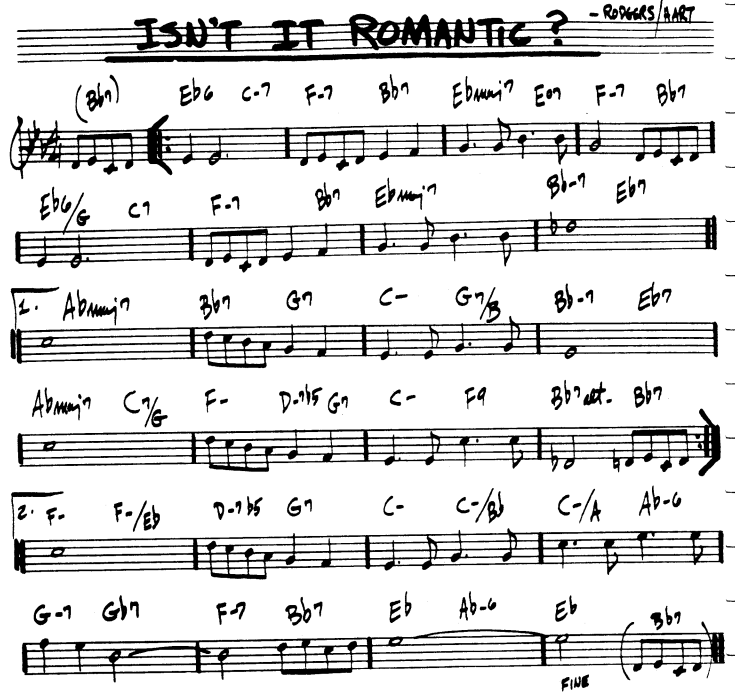 ISN'T IT ROMANTIC?
- RODGERS/HART
(Bb7) Eb6 C-7 F-7 Bb7 Ebmaj7 Eo7 F-7 Bb7
Eb6/G C7 F-7 Bb7 Ebmaj7 Bb-7 Eb7
1. Abmaj7 Bb7 G7 C- G7/B Bb-7 Eb7
Abmaj7 C7/G F- D-7b5 G7 C- F9 Bb7alt. Bb7
2. F- F-/Eb D-7b5 G7 C- C-/Bb C-/A Ab-6
G-7 Gb7 F-7 Bb7 Eb Ab-6 Eb (Bb7)
FINE